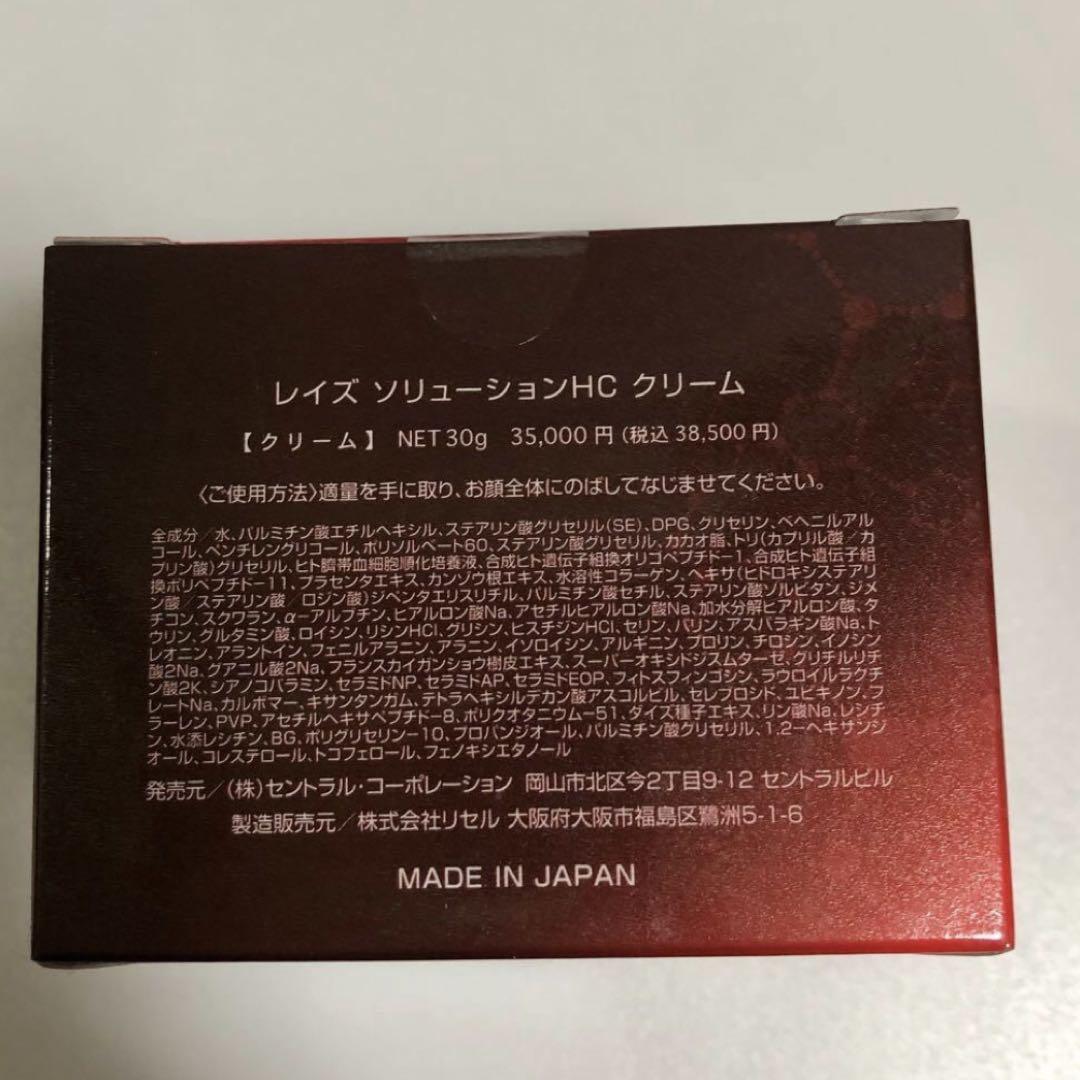 レイズ ソリューションHC クリーム
【クリーム】 NET 30g 35,000円(税込38,500円)
〈ご使用方法〉適量を手に取り、お顔全体にのばしてなじませてください。
全成分／水、パルミチン酸エチルヘキシル、ステアリン酸グリセリル(SE)、DPG、グリセリン、ベヘニルアル
コール、ペンチレングリコール、ポリソルベート60、ステアリン酸グリセリル、カカオ脂、トリ(カプリル酸／カ
プリン酸)グリセリル、ヒト臍帯血細胞順化培養液、合成ヒト遺伝子組換オリゴペプチド-1、合成ヒト遺伝子組
換ポリペプチド-11、プラセンタエキス、カンゾウ根エキス、水溶性コラーゲン、ヘキサ(ヒドロキシステアリ
ン酸／ステアリン酸／ロジン酸)ジペンタエリスリチル、パルミチン酸セチル、ステアリン酸ソルビタン、ジメ
チコン、スクワラン、α-アルブチン、ヒアルロン酸Na、アセチルヒアルロン酸Na、加水分解ヒアルロン酸、タ
ウリン、グルタミン酸、ロイシン、リシンHCl、グリシン、ヒスチジンHCl、セリン、バリン、アスパラギン酸Na、ト
レオニン、アラントイン、フェニルアラニン、アラニン、イソロイシン、アルギニン、プロリン、チロシン、イノシン
酸2Na、グアニル酸2Na、フランスカイガンショウ樹皮エキス、スーパーオキシドジスムターゼ、グリチルリチ
ン酸2K、シアノコバラミン、セラミドNP、セラミドAP、セラミドEOP、フィトスフィンゴシン、ラウロイルラクチ
レートNa、カルボマー、キサンタンガム、テトラヘキシルデカン酸アスコルビル、セレブロシド、ユビキノン、フ
ラーレン、PVP、アセチルヘキサペプチド-8、ポリクオタニウム-51、ダイズ種子エキス、リン酸Na、レシチ
ン、水添レシチン、BG、ポリグリセリン-10、プロパンジオール、パルミチン酸グリセリル、1,2-ヘキサンジ
オール、コレステロール、トコフェロール、フェノキシエタノール
発売元／(株)セントラル・コーポレーション 岡山市北区今2丁目9-12 セントラルビル
製造販売元／株式会社リセル 大阪府大阪市福島区鷺洲5-1-6
MADE IN JAPAN